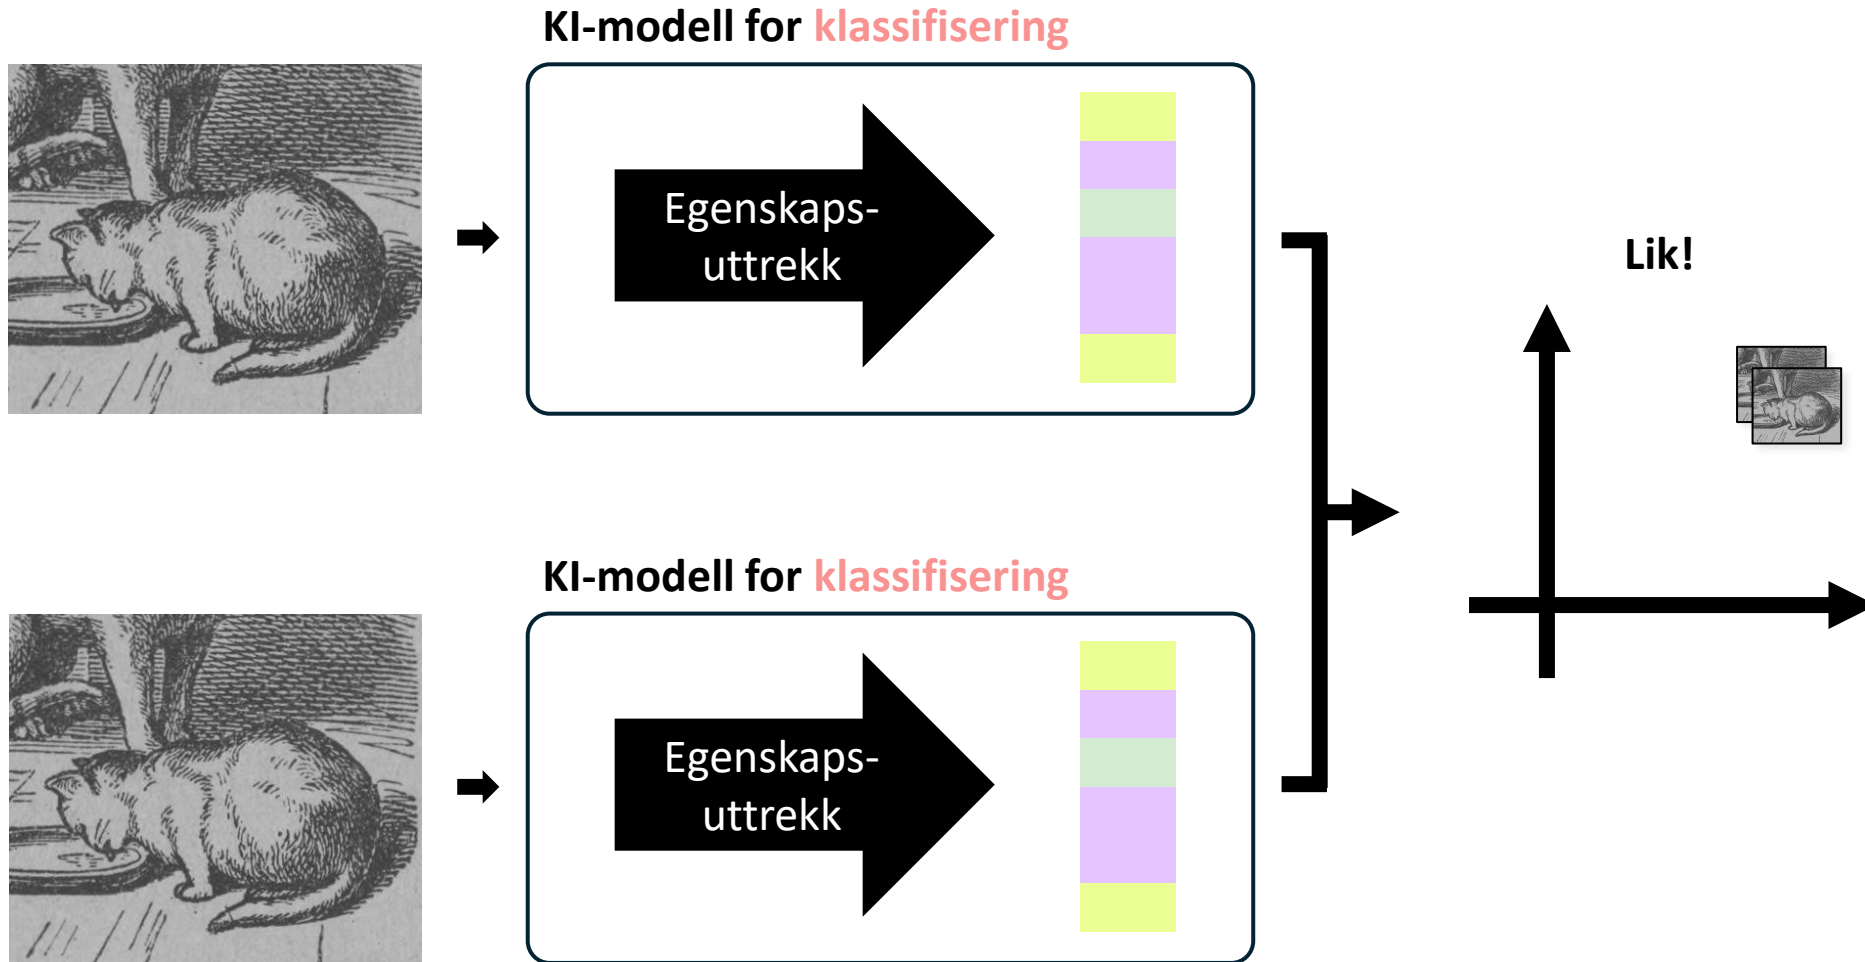 KI-modell for klassifisering
Egenskaps-
uttrekk
Lik!
KI-modell for klassifisering
Egenskaps-
uttrekk